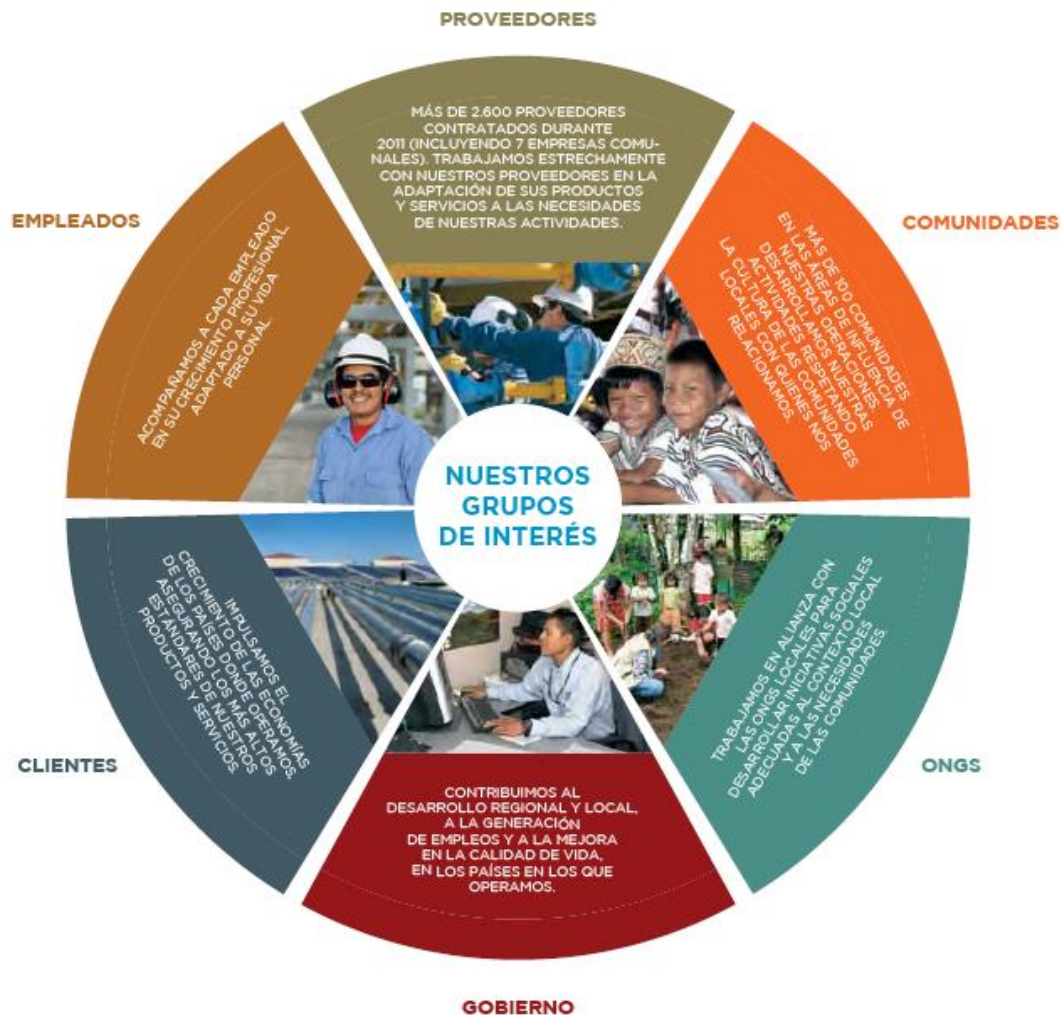 PROVEEDORES
MÁS DE 2.600 PROVEEDORES
CONTRATADOS DURANTE
2011 (INCLUYENDO 7 EMPRESAS COMU-
NALES). TRABAJAMOS ESTRECHAMENTE
CON NUESTROS PROVEEDORES EN LA
ADAPTACIÓN DE SUS PRODUCTOS
Y SERVICIOS A LAS NECESIDADES
DE NUESTRAS ACTIVIDADES.
COMUNIDADES
MÁS DE 100 COMUNIDADES
EN LAS ÁREAS DE INFLUENCIA DE
NUESTRAS OPERACIONES.
DESARROLLAMOS NUESTRAS
ACTIVIDADES RESPETANDO
LA CULTURA DE LAS COMUNIDADES
LOCALES CON QUIENES NOS
RELACIONAMOS.
EMPLEADOS
ACOMPAÑAMOS A CADA EMPLEADO
EN SU CRECIMIENTO PROFESIONAL,
ADAPTADO A SU VIDA
PERSONAL.
NUESTROS
GRUPOS
DE INTERÉS
CLIENTES
IMPULSAMOS EL
CRECIMIENTO DE LAS ECONOMÍAS
DE LOS PAÍSES DONDE OPERAMOS,
ASEGURANDO LOS MÁS ALTOS
ESTÁNDARES DE NUESTROS
PRODUCTOS Y SERVICIOS.
ONGS
TRABAJAMOS EN ALIANZA CON
LAS ONGS LOCALES PARA
DESARROLLAR INICIATIVAS SOCIALES
ADECUADAS AL CONTEXTO LOCAL
Y A LAS NECESIDADES
DE LAS COMUNIDADES.
CONTRIBUIMOS AL
DESARROLLO REGIONAL Y LOCAL,
A LA GENERACIÓN
DE EMPLEOS Y A LA MEJORA
EN LA CALIDAD DE VIDA,
EN LOS PAÍSES EN LOS QUE
OPERAMOS.
GOBIERNO